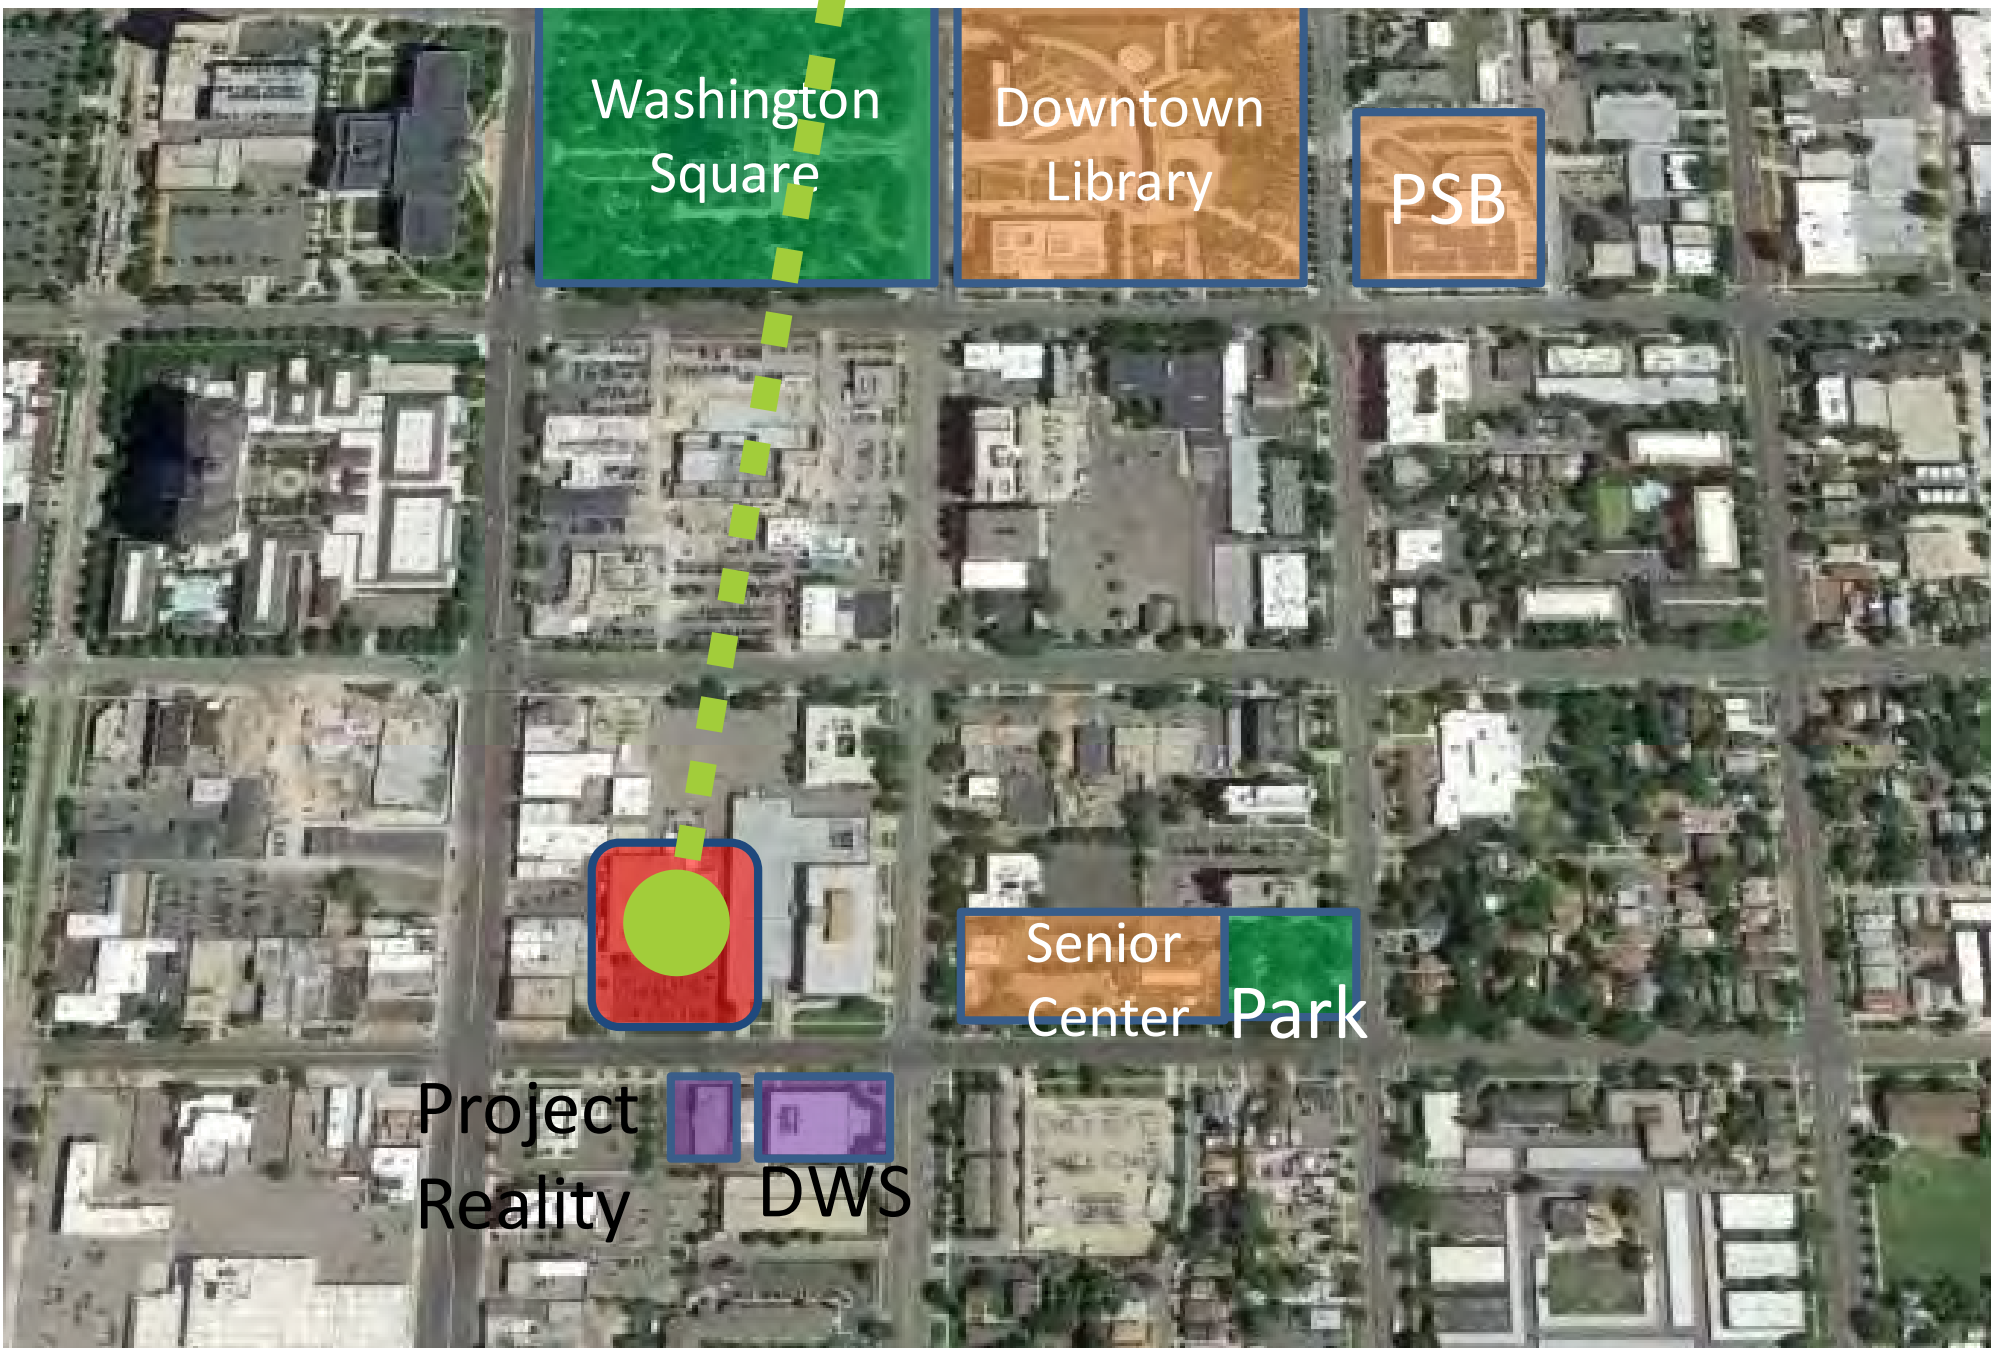 Washington
Square
Downtown
Library
PSB
Senior
Center
Park
Project
Reality
DWS